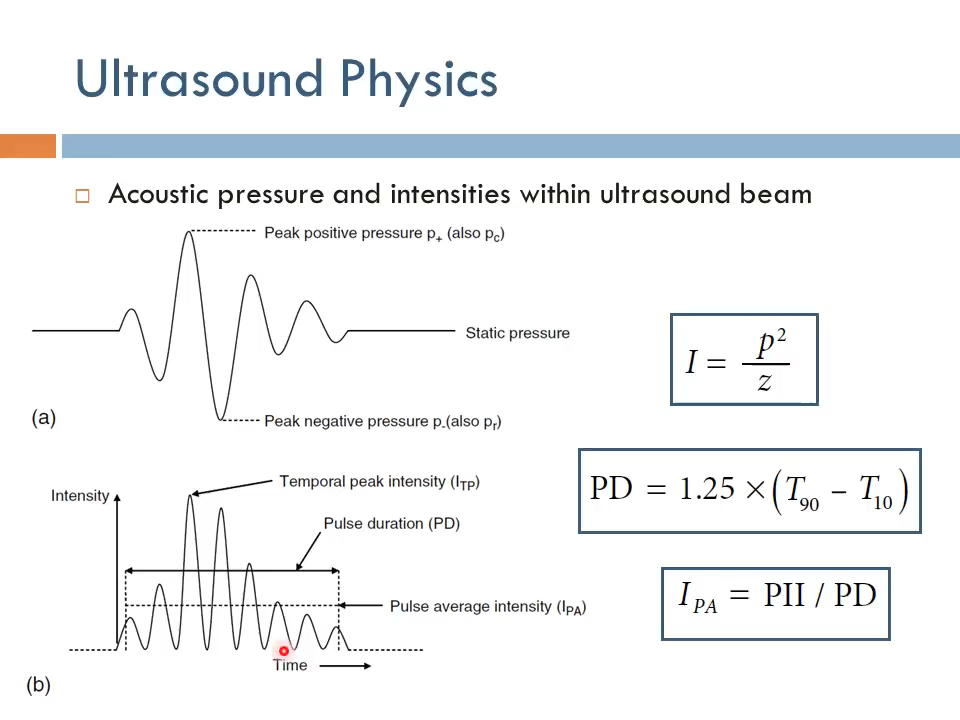 Ultrasound Physics
Acoustic pressure and intensities within ultrasound beam
Peak positive pressure p+ (also pc)
Static pressure
Peak negative pressure p-(also pr)
(a)
I = p² / z
Intensity
Temporal peak intensity (ITP)
Pulse duration (PD)
PD = 1.25 × (T90 – T10)
Pulse average intensity (IPA)
IPA = PII / PD
Time
(b)